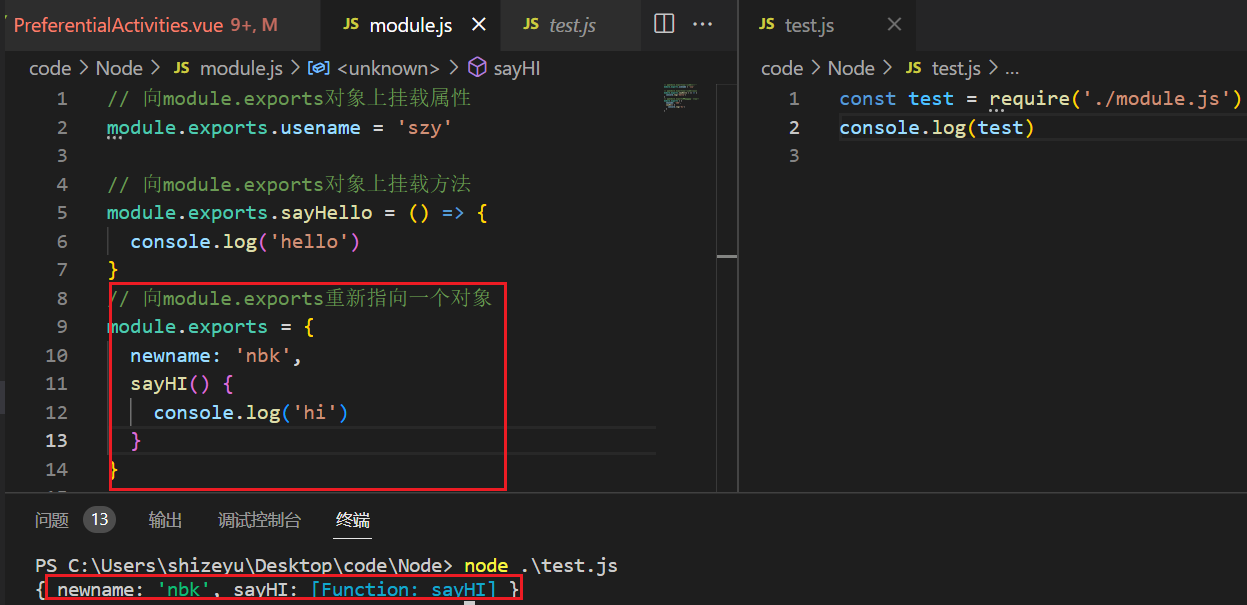 PreferentialActivities.vue 9+, M
JS module.js
JS test.js
code > Node > JS module.js > <unknown> > sayHI
1 // 向module.exports对象上挂载属性
2 module.exports.usename = 'szy'
3
4 // 向module.exports对象上挂载方法
5 module.exports.sayHello = () => {
6 console.log('hello')
7 }
8 // 向module.exports重新指向一个对象
9 module.exports = {
10 newname: 'nbk',
11 sayHI() {
12 console.log('hi')
13 }
14 }
JS test.js
code > Node > JS test.js > ...
1 const test = require('./module.js')
2 console.log(test)
3
问题 13 输出 调试控制台 终端
PS C:\Users\shizeyu\Desktop\code\Node> node .\test.js
{ newname: 'nbk', sayHI: [Function: sayHI] }